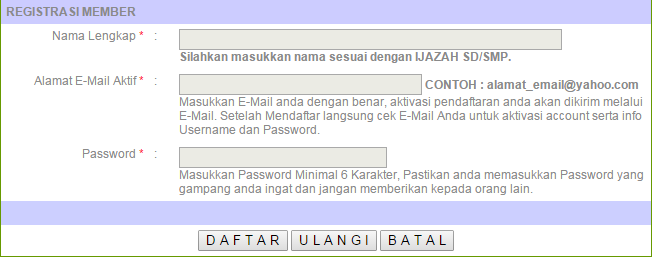 REGISTRASI MEMBER
Nama Lengkap * :
Silahkan masukkan nama sesuai dengan IJAZAH SD/SMP.
Alamat E-Mail Aktif * : CONTOH : alamat_email@yahoo.com
Masukkan E-Mail anda dengan benar, aktivasi pendaftaran anda akan dikirim melalui
E-Mail. Setelah Mendaftar langsung cek E-Mail Anda untuk aktivasi account serta info
Username dan Password.
Password * :
Masukkan Password Minimal 6 Karakter, Pastikan anda memasukkan Password yang
gampang anda ingat dan jangan memberikan kepada orang lain.
DAFTAR ULANGI BATAL